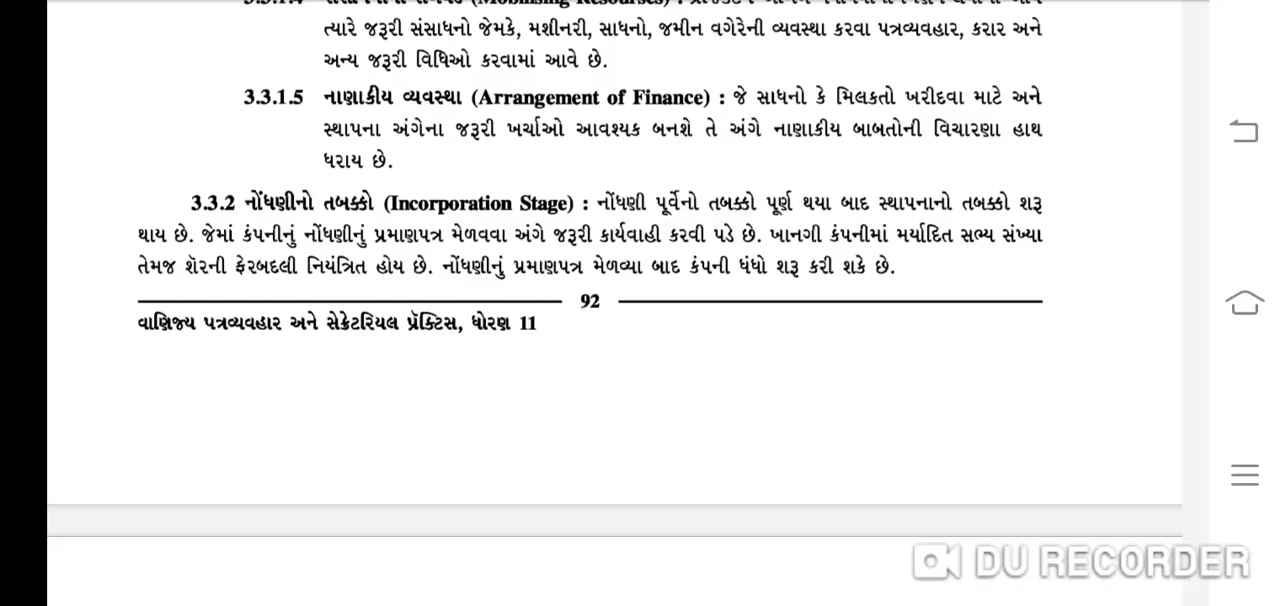 (Mobilising Resourses) :
ત્યારે જરૂરી સંસાધનો જેમકે, મશીનરી, સાધનો, જમીન વગેરેની વ્યવસ્થા કરવા પત્રવ્યવહાર, કરાર અને
અન્ય જરૂરી વિધિઓ કરવામાં આવે છે.
3.3.1.5 નાણાકીય વ્યવસ્થા (Arrangement of Finance) : જે સાધનો કે મિલકતો ખરીદવા માટે અને
સ્થાપના અંગેના જરૂરી ખર્ચાઓ આવશ્યક બનશે તે અંગે નાણાકીય બાબતોની વિચારણા હાથ
ધરાય છે.
3.3.2 નોંધણીનો તબક્કો (Incorporation Stage) : નોંધણી પૂર્વેનો તબક્કો પૂર્ણ થયા બાદ સ્થાપનાનો તબક્કો શરૂ
થાય છે. જેમાં કંપનીનું નોંધણીનું પ્રમાણપત્ર મેળવવા અંગે જરૂરી કાર્યવાહી કરવી પડે છે. ખાનગી કંપનીમાં મર્યાદિત સભ્ય સંખ્યા
તેમજ શૅરની ફેરબદલી નિયંત્રિત હોય છે. નોંધણીનું પ્રમાણપત્ર મેળવ્યા બાદ કંપની ધંધો શરૂ કરી શકે છે.
92
વાણિજ્ય પત્રવ્યવહાર અને સેક્રેટરિયલ પ્રૅક્ટિસ, ધોરણ 11
DU RECORDER